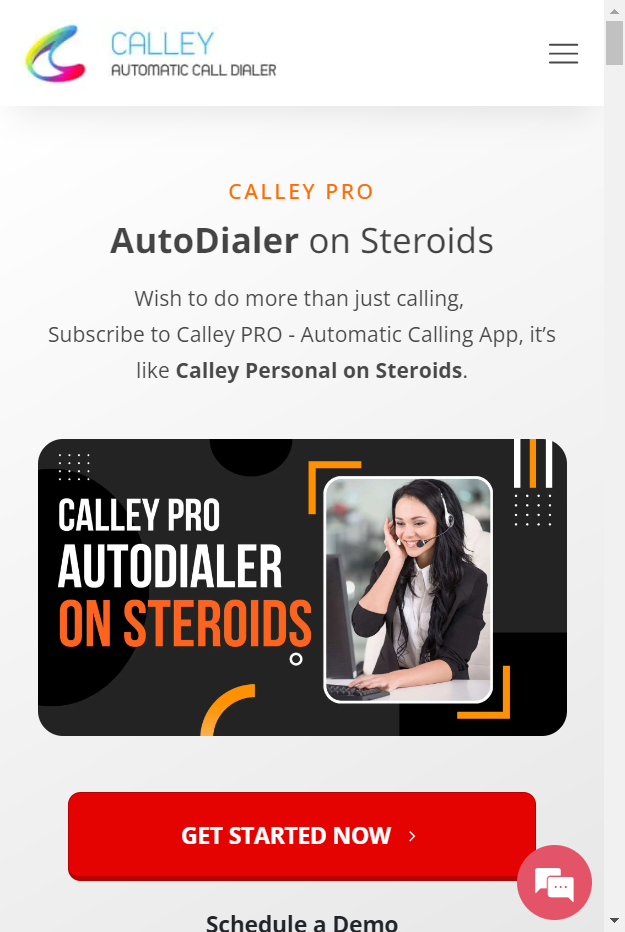 CALLEY
AUTOMATIC CALL DIALER
CALLEY PRO
AutoDialer on Steroids
Wish to do more than just calling,
Subscribe to Calley PRO - Automatic Calling App, it’s
like Calley Personal on Steroids.
CALLEY PRO
AUTODIALER
ON STEROIDS
GET STARTED NOW
Schedule a Demo